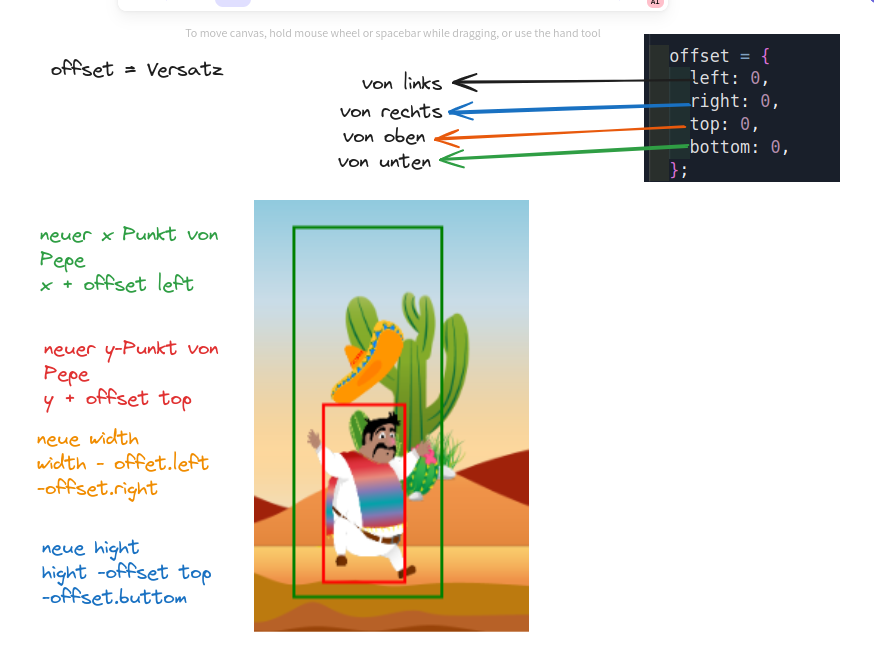 To move canvas, hold mouse wheel or spacebar while dragging, or use the hand tool
offset = Versatz
von links
von rechts
von oben
von unten
offset = {
left: 0,
right: 0,
top: 0,
bottom: 0,
};
neuer x Punkt von
Pepe
x + offset left
neuer y-Punkt von
Pepe
y + offset top
neue width
width - offet.left
-offset.right
neue hight
hight -offset top
-offset.buttom
AI